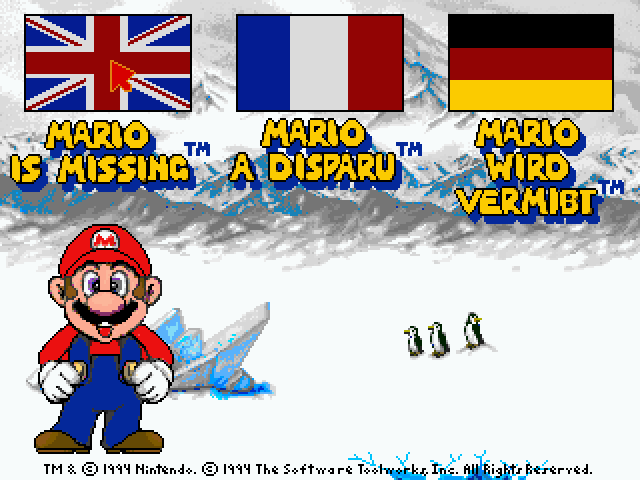 MARIO
IS MISSING™
MARIO
A DISPARU™
MARIO
WIRD
VERMIßT™
M
TM & © 1994 Nintendo. © 1994 The Software Toolworks, Inc. All Rights Reserved.